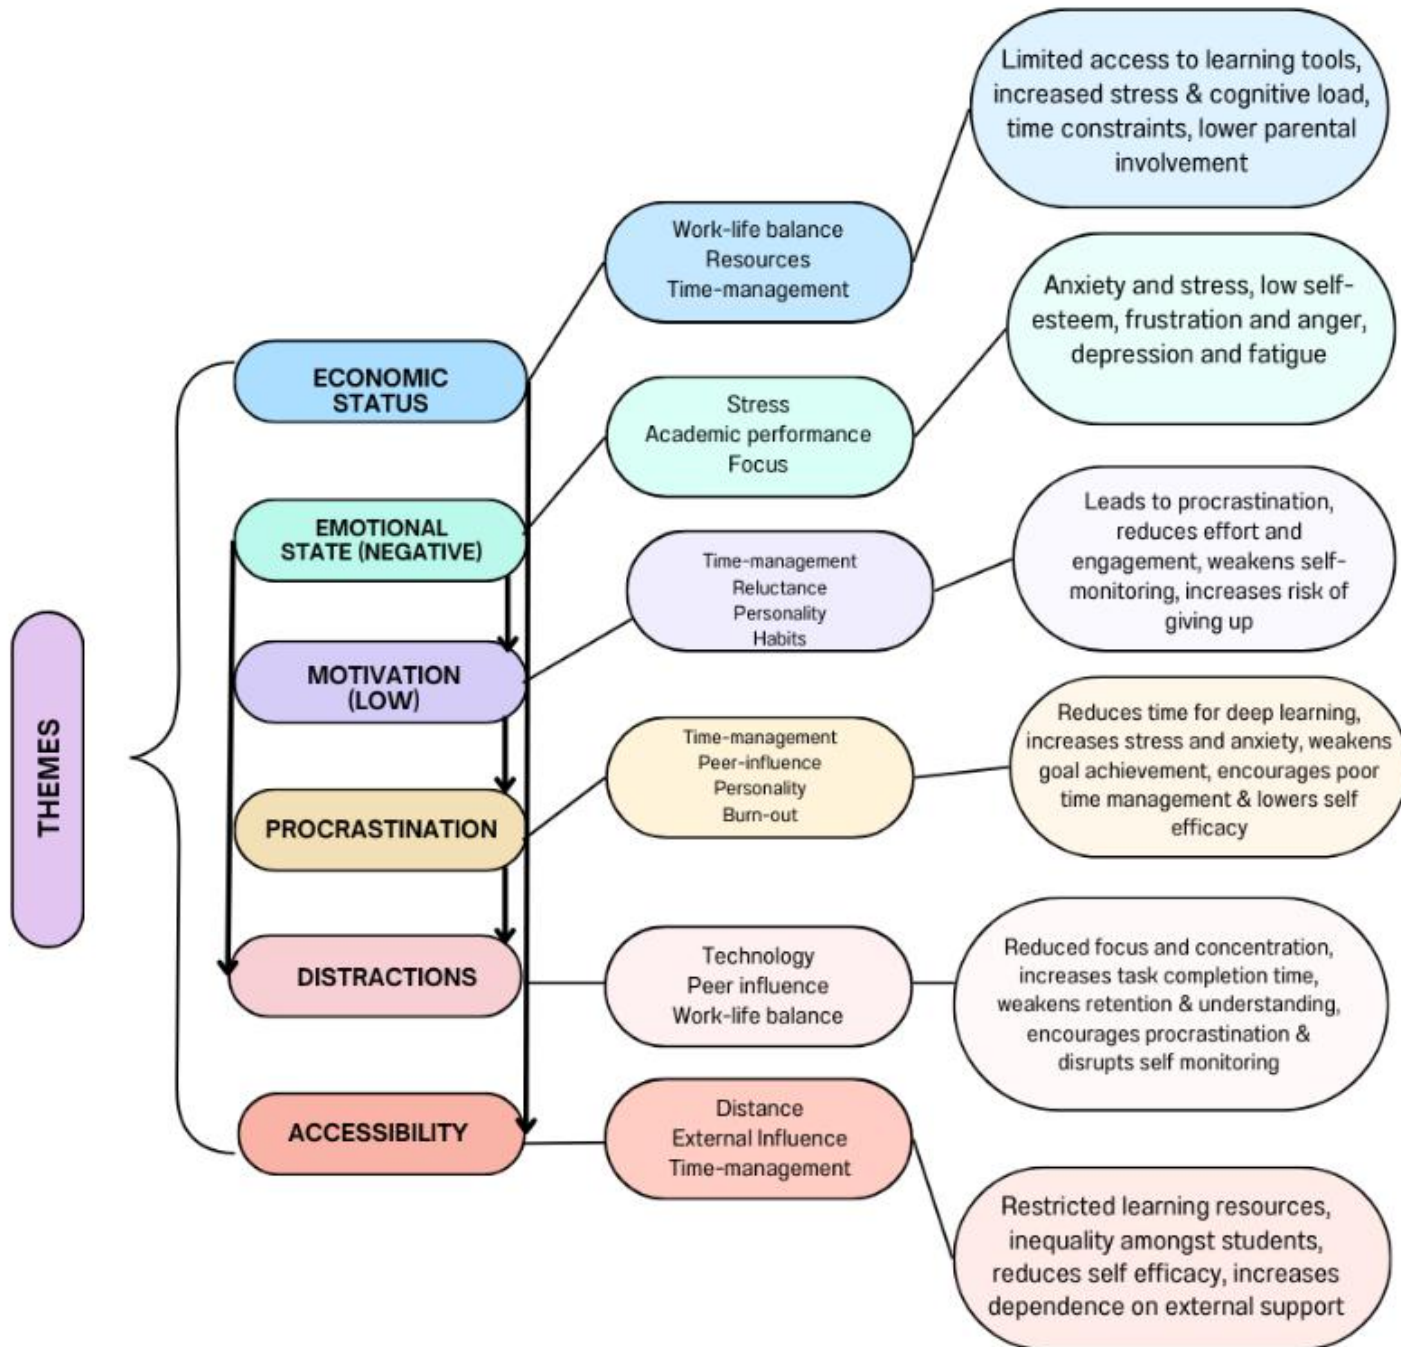 THEMES
ECONOMIC
STATUS
Work-life balance
Resources
Time-management
Limited access to learning tools,
increased stress & cognitive load,
time constraints, lower parental
involvement
EMOTIONAL
STATE (NEGATIVE)
Stress
Academic performance
Focus
Anxiety and stress, low self-
esteem, frustration and anger,
depression and fatigue
MOTIVATION
(LOW)
Time-management
Reluctance
Personality
Habits
Leads to procrastination,
reduces effort and
engagement, weakens self-
monitoring, increases risk of
giving up
PROCRASTINATION
Time-management
Peer-influence
Personality
Burn-out
Reduces time for deep learning,
increases stress and anxiety, weakens
goal achievement, encourages poor
time management & lowers self
efficacy
DISTRACTIONS
Technology
Peer influence
Work-life balance
Reduced focus and concentration,
increases task completion time,
weakens retention & understanding,
encourages procrastination &
disrupts self monitoring
ACCESSIBILITY
Distance
External Influence
Time-management
Restricted learning resources,
inequality amongst students,
reduces self efficacy, increases
dependence on external support